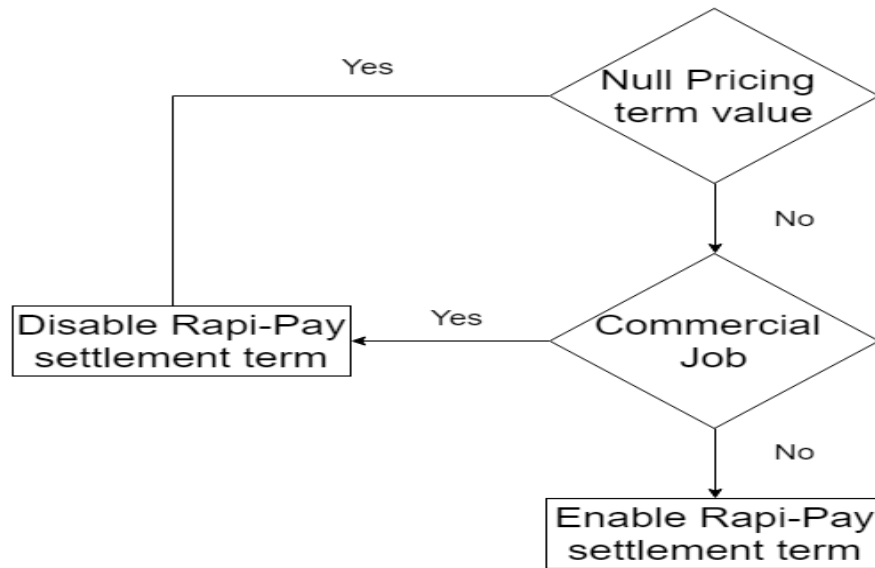 Yes
Null Pricing
term value
No
Disable Rapi-Pay
settlement term
Yes
Commercial
Job
No
Enable Rapi-Pay
settlement term